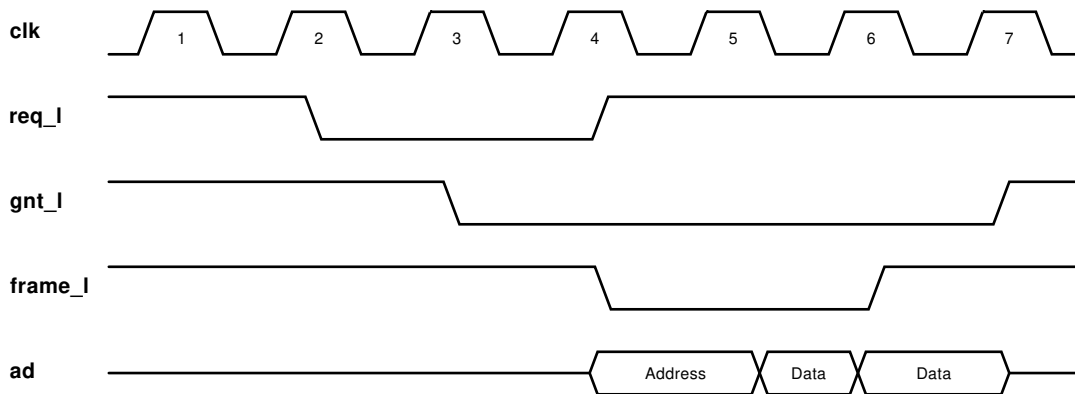 clk 1 2 3 4 5 6 7
req_l
gnt_l
frame_l
ad Address Data Data